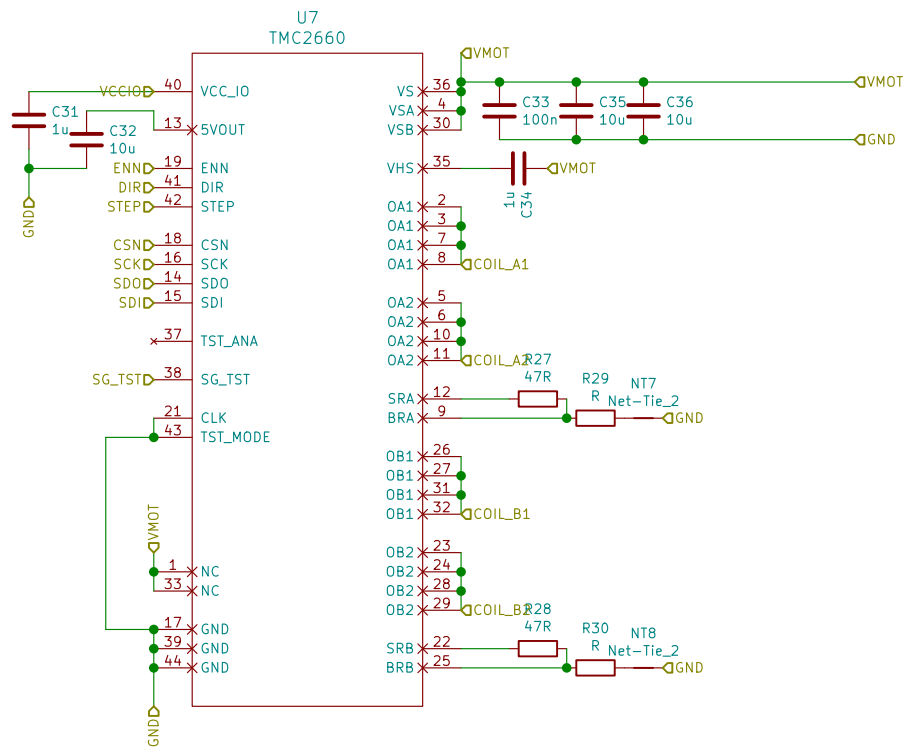 U7
TMC2660
VMOT
VCCIO 40 VCC_IO
VS 36
VMOT
C31
1u
VSA 4
C33
100n
C35
10u
C36
10u
C32
10u
13 5VOUT
VSB 30
GND
ENN 19 ENN
VHS 35
VMOT
1u
C34
DIR 41 DIR
STEP 42 STEP
GND
OA1 2
OA1 3
CSN 18 CSN
OA1 7
SCK 16 SCK
OA1 8 COIL_A1
SDO 14 SDO
SDI 15 SDI
OA2 5
OA2 6
37 TST_ANA
OA2 10
OA2 11 COIL_A2
R27
47R
SG_TST 38 SG_TST
R29
R
NT7
Net-Tie_2
SRA 12
21 CLK
BRA 9
GND
43 TST_MODE
OB1 26
OB1 27
OB1 31
OB1 32 COIL_B1
VMOT
OB2 23
1 NC
OB2 24
33 NC
OB2 28
OB2 29 COIL_B2
R28
47R
17 GND
R30
R
NT8
Net-Tie_2
39 GND
SRB 22
44 GND
BRB 25
GND
GND